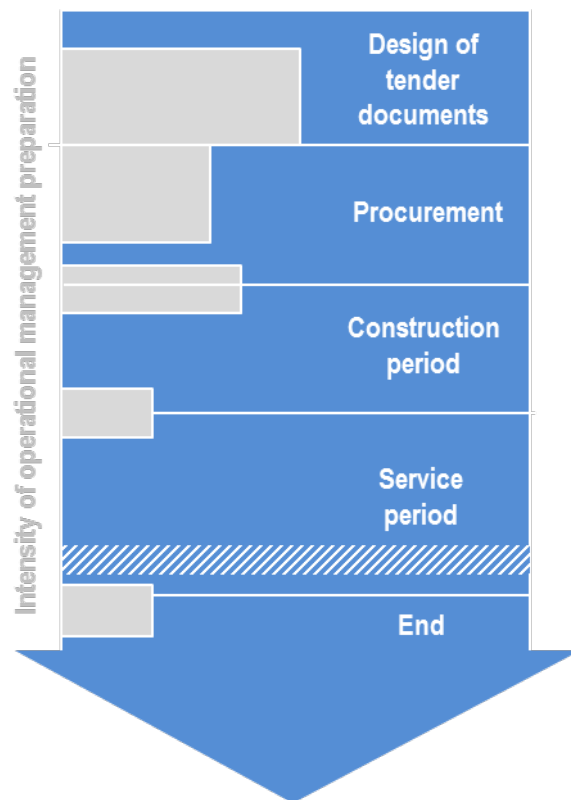 Intensity of operational management preparation
Design of
tender
documents
Procurement
Construction
period
Service
period
End